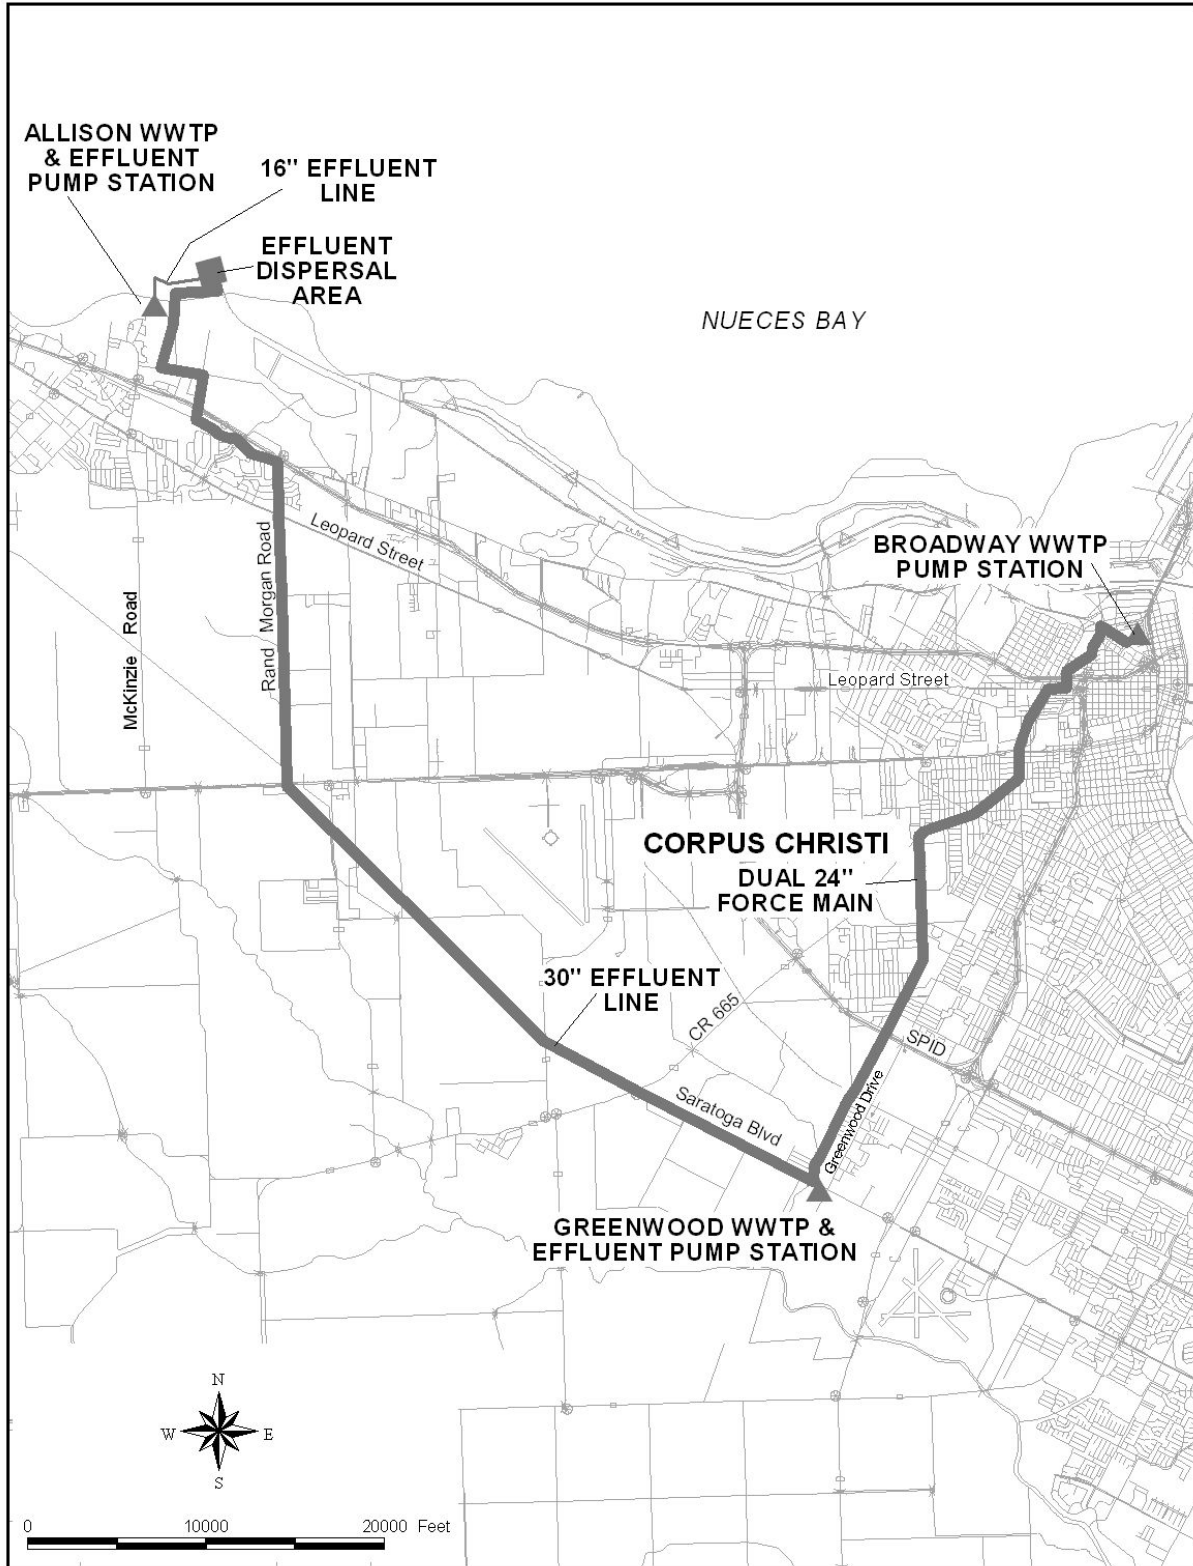 ALLISON WWTP
& EFFLUENT
PUMP STATION
16" EFFLUENT
LINE
EFFLUENT
DISPERSAL
AREA
NUECES BAY
Leopard Street
BROADWAY WWTP
PUMP STATION
Rand Morgan Road
McKinzie Road
Leopard Street
CORPUS CHRISTI
DUAL 24"
FORCE MAIN
30" EFFLUENT
LINE
CR 665
SPID
Saratoga Blvd
Greenwood Drive
GREENWOOD WWTP &
EFFLUENT PUMP STATION
N
W E
S
0 10000 20000 Feet